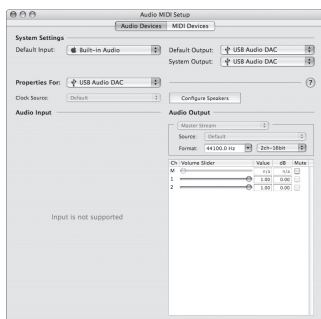 Audio MIDI Setup
Audio Devices MIDI Devices
System Settings
Default Input: Built-in Audio
Default Output: USB Audio DAC
System Output: USB Audio DAC
Properties For: USB Audio DAC
?
Clock Source: Default
Configure Speakers
Audio Input
Audio Output
Master Stream
Source: Default
Format: 44100.0 Hz 2ch-16bit
Ch Volume Slider Value dB Mute
M n/a n/a
1 1.00 0.00
2 1.00 0.00
Input is not supported